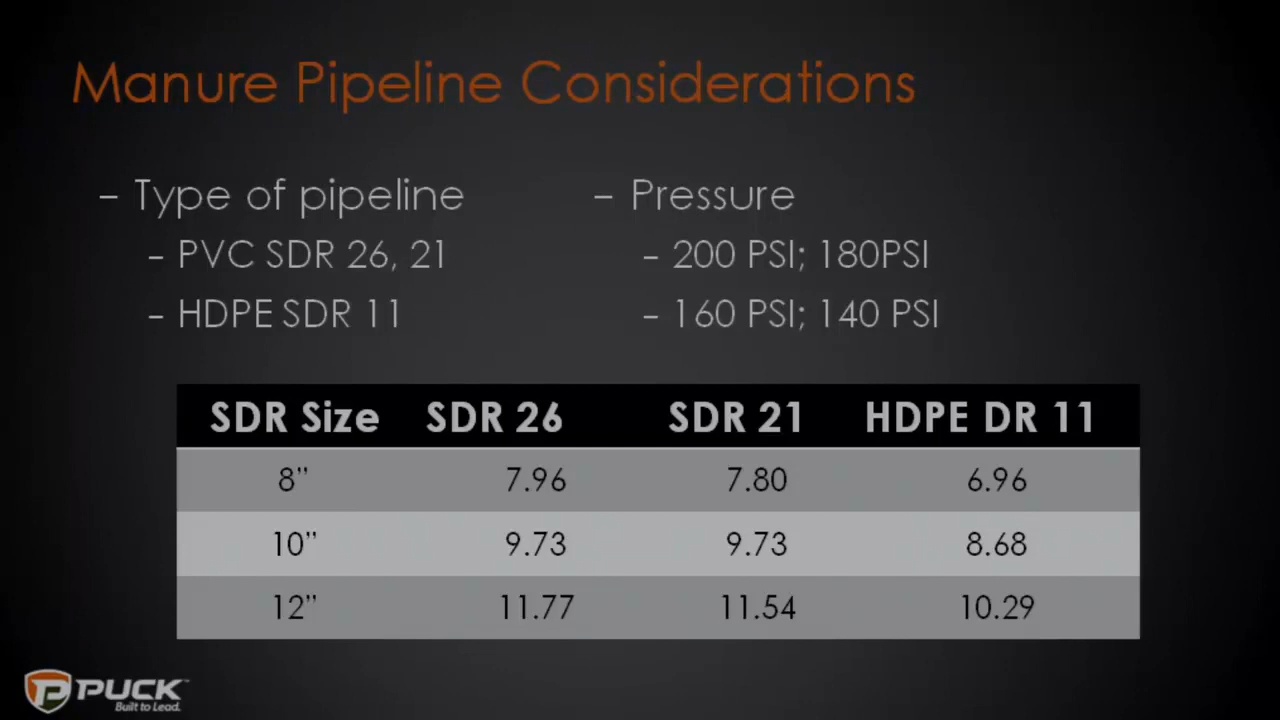 Manure Pipeline Considerations
– Type of pipeline
– PVC SDR 26, 21
– HDPE SDR 11
– Pressure
– 200 PSI; 180PSI
– 160 PSI; 140 PSI
SDR Size SDR 26 SDR 21 HDPE DR 11
8” 7.96 7.80 6.96
10” 9.73 9.73 8.68
12” 11.77 11.54 10.29
PUCK™
Built to Lead.